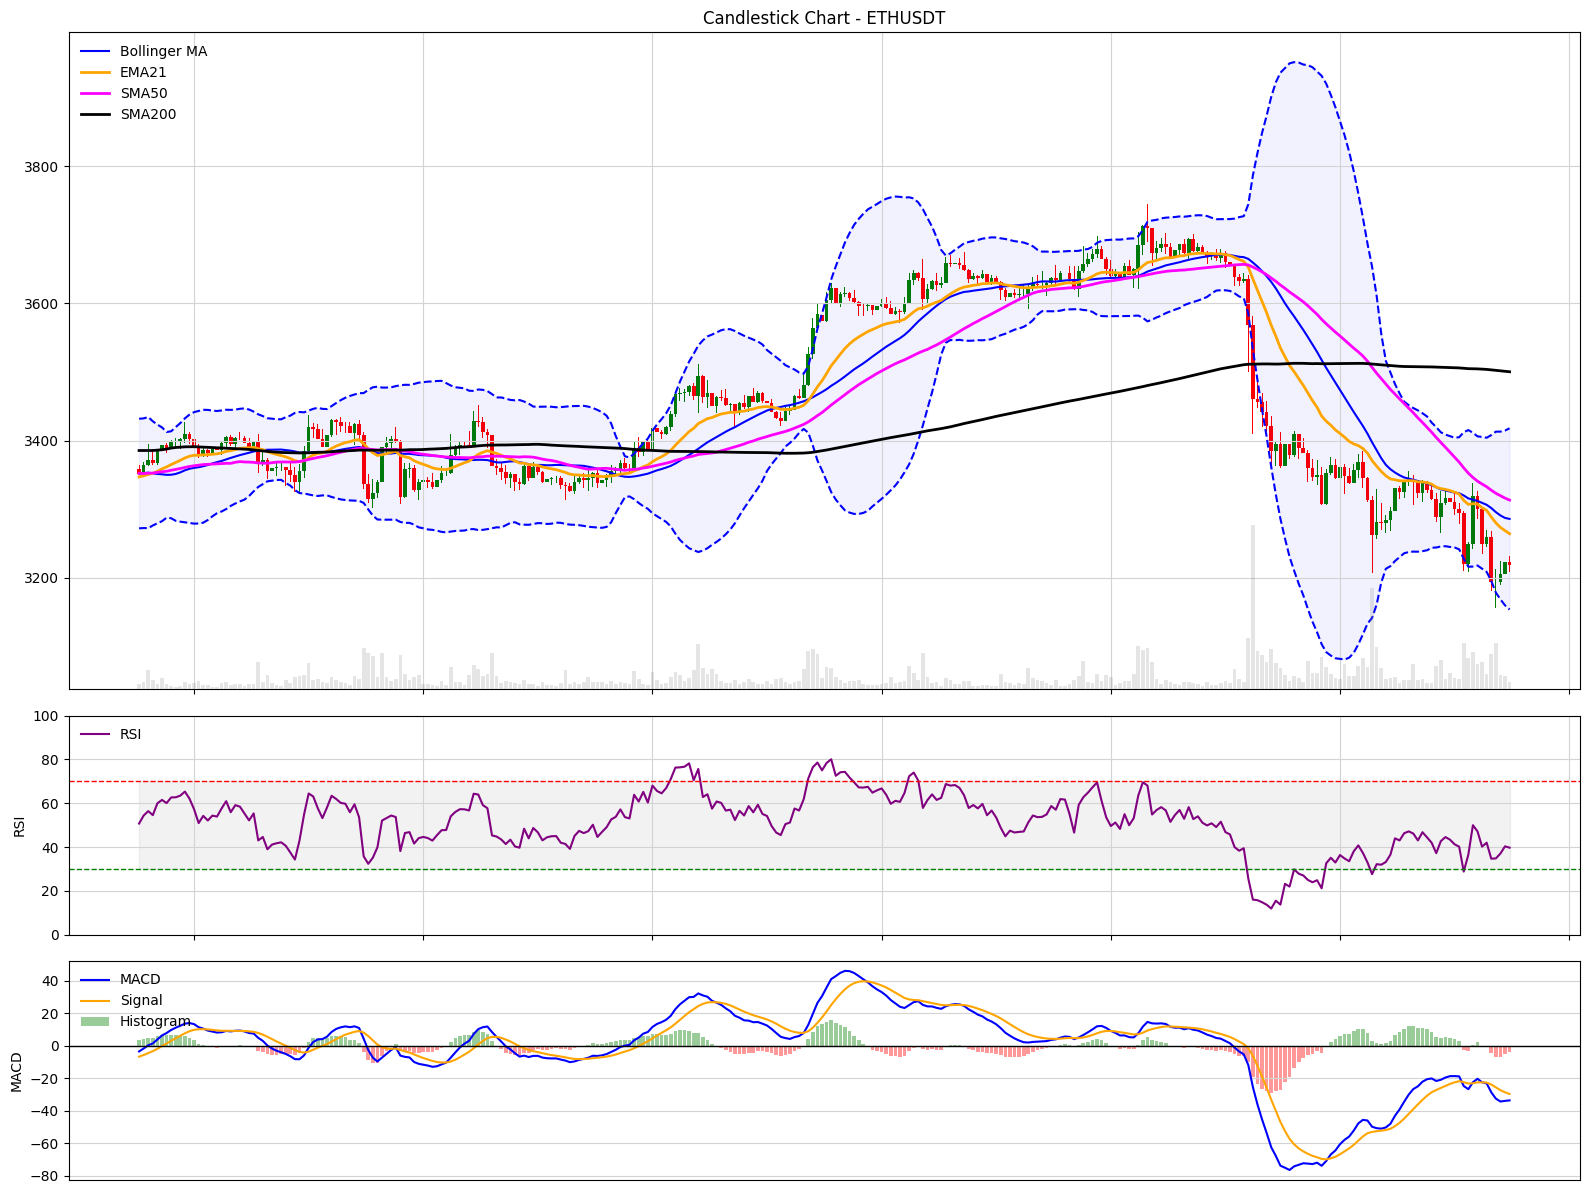 Candlestick Chart - ETHUSDT
Bollinger MA
EMA21
SMA50
SMA200
3800
3600
3400
3200
RSI
100
80
60
40
20
0
RSI
MACD
Signal
Histogram
40
20
0
−20
−40
−60
−80
MACD